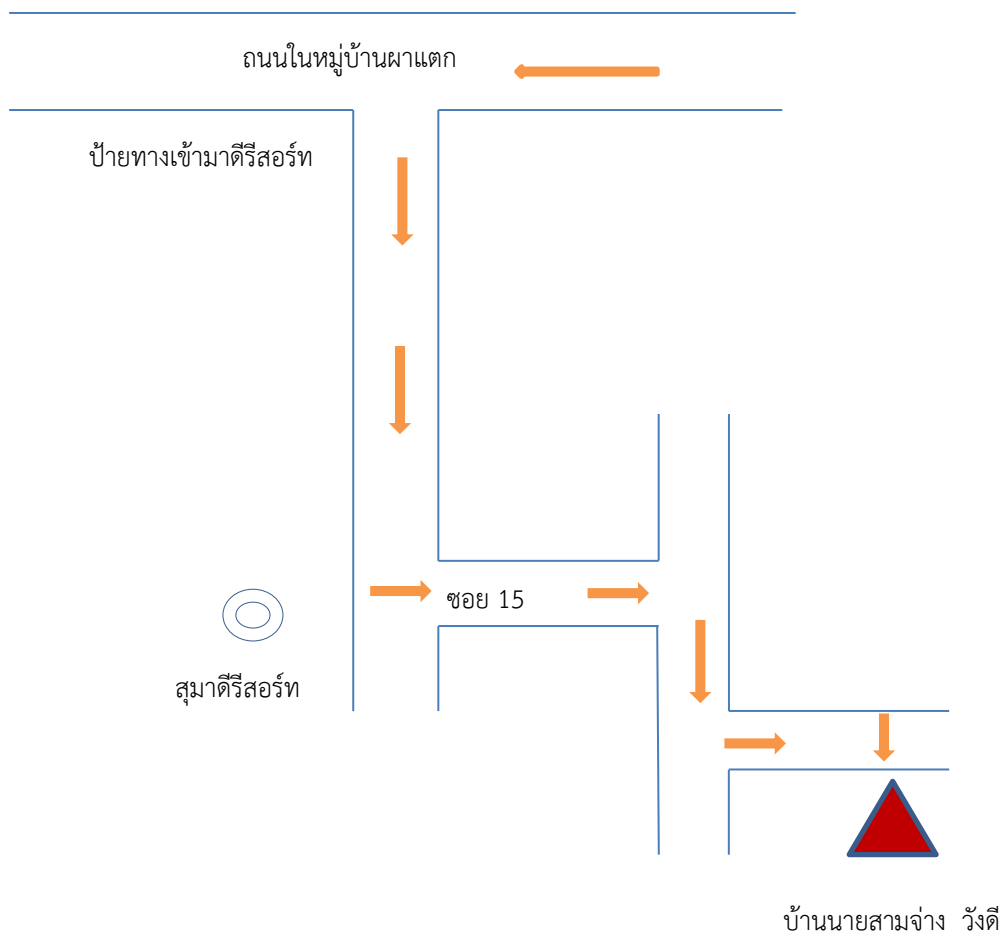 ถนนในหมู่บ้านผาแตก
ป้ายทางเข้ามาดีรีสอร์ท
ซอย 15
สุมาดีรีสอร์ท
บ้านนายสามจ่าง วังดี